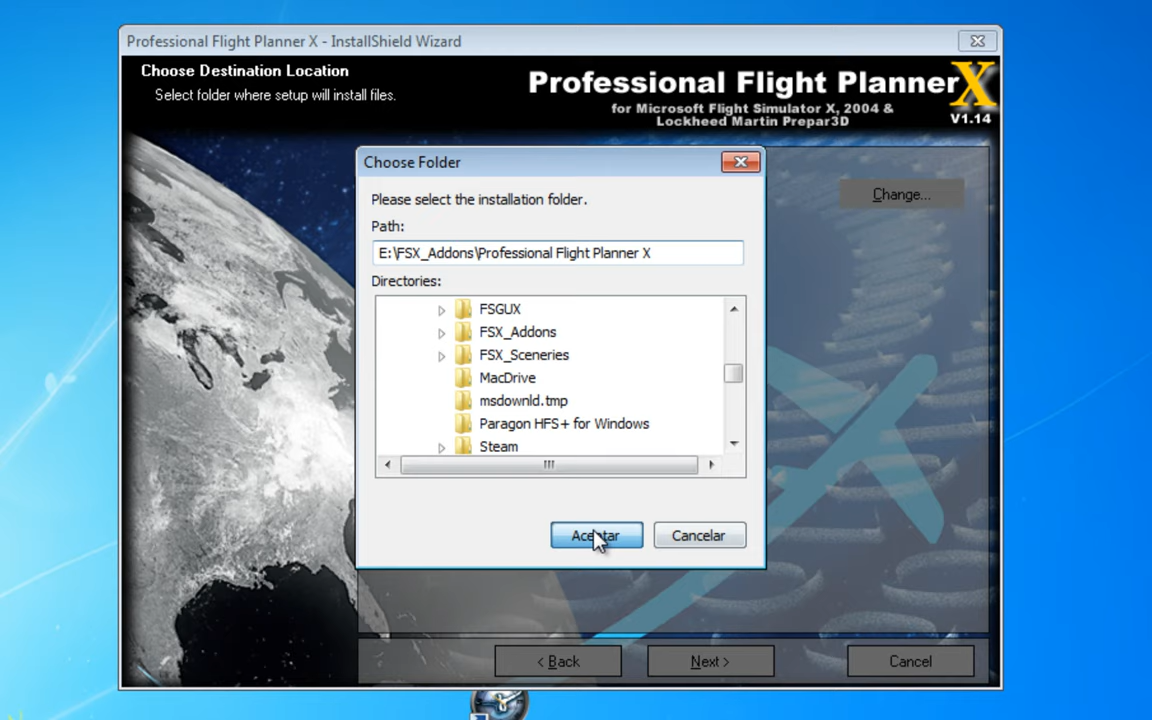 Professional Flight Planner X - InstallShield Wizard
Choose Destination Location
Select folder where setup will install files.
Professional Flight Planner X
for Microsoft Flight Simulator X, 2004 &
Lockheed Martin Prepar3D
V1.14
Choose Folder
Please select the installation folder.
Path:
E:\FSX_Addons\Professional Flight Planner X
Directories:
FSGUX
FSX_Addons
FSX_Sceneries
MacDrive
msdownld.tmp
Paragon HFS+ for Windows
Steam
Aceptar
Cancelar
Change...
< Back
Next >
Cancel